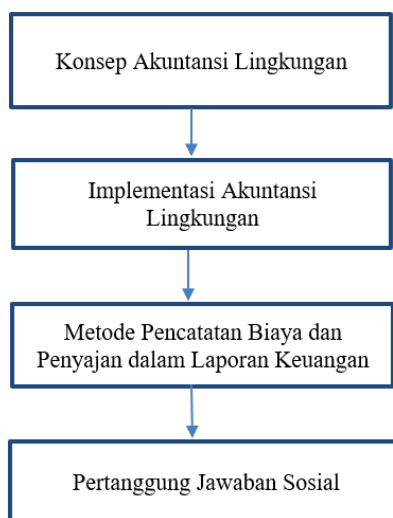 Konsep Akuntansi Lingkungan
Implementasi Akuntansi
Lingkungan
Metode Pencatatan Biaya dan
Penyajan dalam Laporan Keuangan
Pertanggung Jawaban Sosial